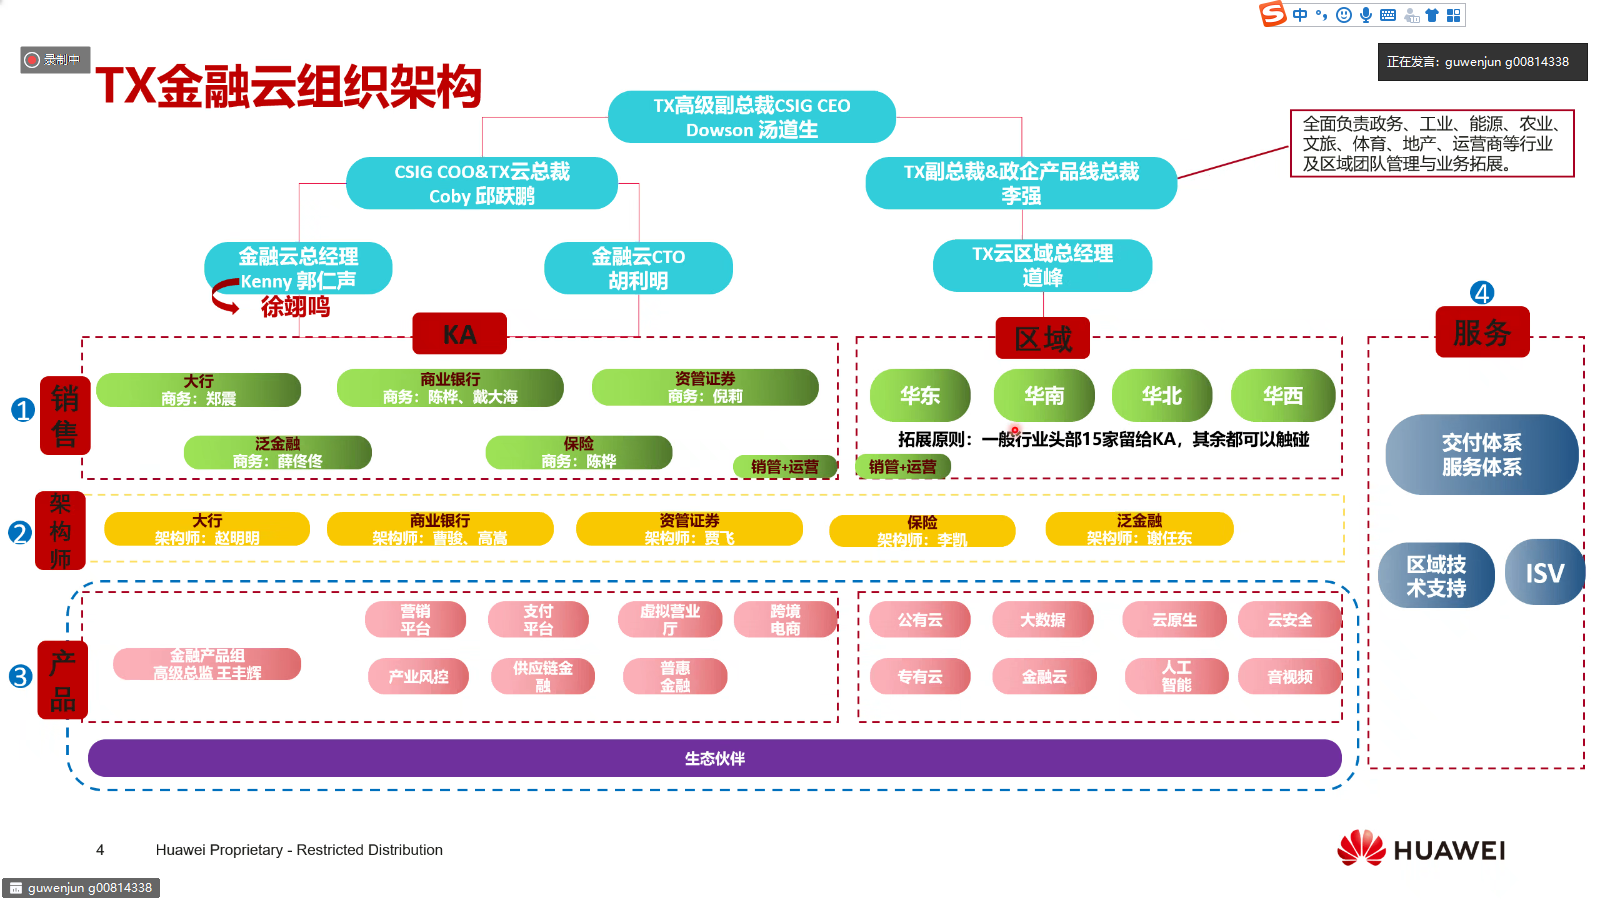 中
录制中
正在发言：guwenjun g00814338
TX金融云组织架构
TX高级副总裁CSIG CEO
Dowson 汤道生
全面负责政务、工业、能源、农业、
文旅、体育、地产、运营商等行业
及区域团队管理与业务拓展。
CSIG COO&TX云总裁
Coby 邱跃鹏
TX副总裁&政企产品线总裁
李强
金融云总经理
Kenny 郭仁声
徐翊鸣
金融云CTO
胡利明
TX云区域总经理
道峰
KA
区域
4
服务
1
销
售
大行
商务：郑震
商业银行
商务：陈桦、戴大海
资管证券
商务：倪莉
泛金融
商务：薛佟佟
保险
商务：陈桦
销管+运营
华东
华南
华北
华西
拓展原则：一般行业头部15家留给KA，其余都可以触碰
销管+运营
交付体系
服务体系
区域技
术支持
ISV
2
架
构
师
大行
架构师：赵明明
商业银行
架构师：曹骏、高嵩
资管证券
架构师：贾飞
保险
架构师：李凯
泛金融
架构师：谢任东
3
产
品
金融产品组
高级总监 王丰辉
营销
平台
支付
平台
虚拟营业
厅
跨境
电商
产业风控
供应链金
融
普惠
金融
公有云
大数据
云原生
云安全
专有云
金融云
人工
智能
音视频
生态伙伴
4
Huawei Proprietary - Restricted Distribution
HUAWEI
guwenjun g00814338